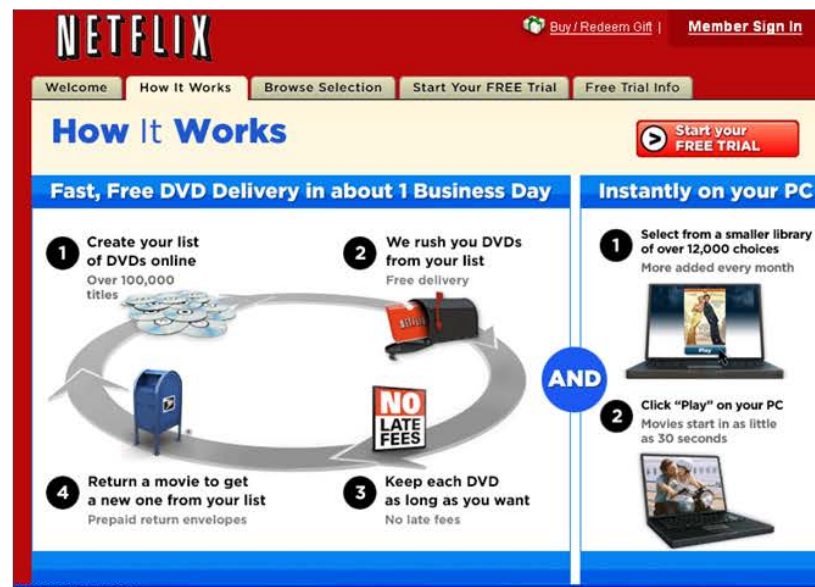 NETFLIX
Buy / Redeem Gift |
Member Sign In
Welcome
How It Works
Browse Selection
Start Your FREE Trial
Free Trial Info
How It Works
Start your
FREE TRIAL
Fast, Free DVD Delivery in about 1 Business Day
1
Create your list
of DVDs online
Over 100,000
titles
2
We rush you DVDs
from your list
Free delivery
NETFLIX
NO
LATE
FEES
4
Return a movie to get
a new one from your list
Prepaid return envelopes
3
Keep each DVD
as long as you want
No late fees
AND
Instantly on your PC
1
Select from a smaller library
of over 12,000 choices
More added every month
Play
2
Click “Play” on your PC
Movies start in as little
as 30 seconds